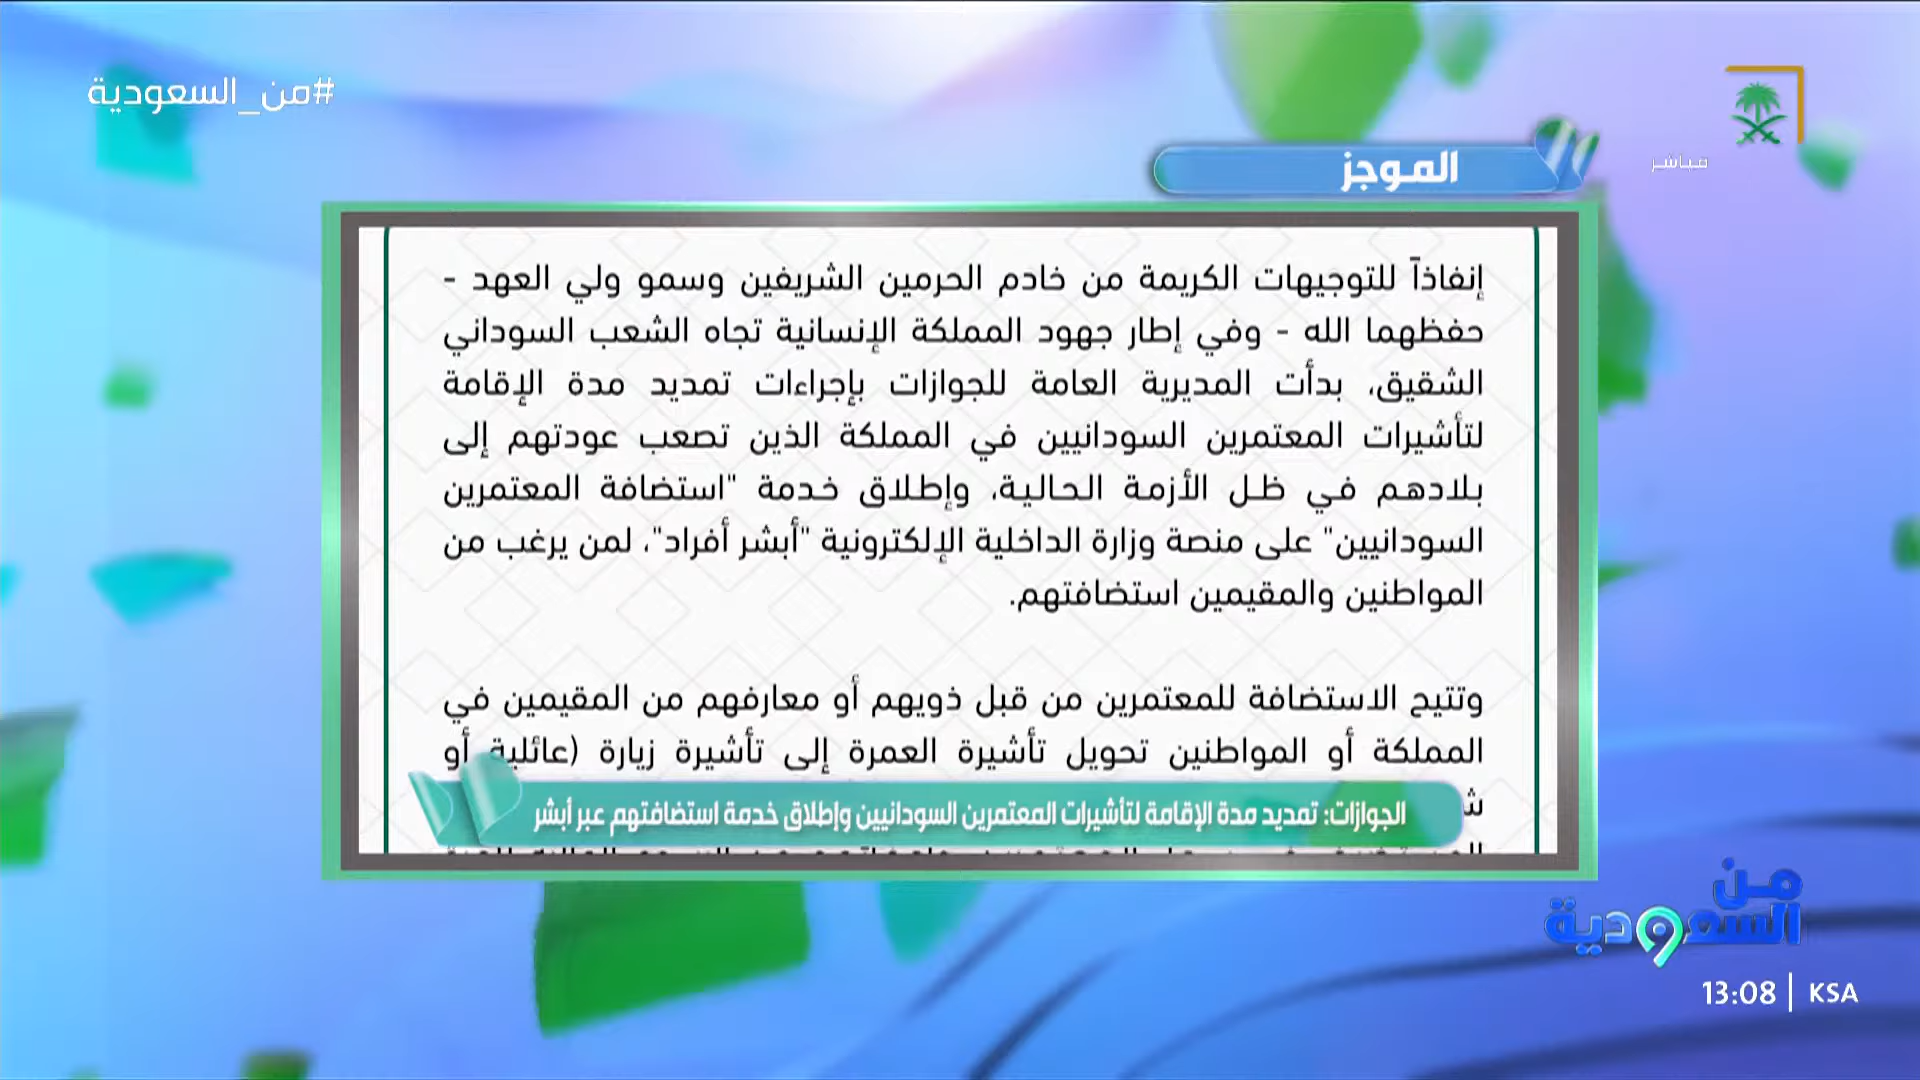 #من_السعودية
مباشر
الموجز
إنفاذاً للتوجيهات الكريمة من خادم الحرمين الشريفين وسمو ولي العهد -
حفظهما الله - وفي إطار جهود المملكة الإنسانية تجاه الشعب السوداني
الشقيق، بدأت المديرية العامة للجوازات بإجراءات تمديد مدة الإقامة
لتأشيرات المعتمرين السودانيين في المملكة الذين تصعب عودتهم إلى
بلادهم في ظل الأزمة الحالية، وإطلاق خدمة "استضافة المعتمرين
السودانيين" على منصة وزارة الداخلية الإلكترونية "أبشر أفراد"، لمن يرغب من
المواطنين والمقيمين استضافتهم.
وتتيح الاستضافة للمعتمرين من قبل ذويهم أو معارفهم من المقيمين في
المملكة أو المواطنين تحويل تأشيرة العمرة إلى تأشيرة زيارة (عائلية أو
الجوازات: تمديد مدة الإقامة لتأشيرات المعتمرين السودانيين وإطلاق خدمة استضافتهم عبر أبشر
من
السعودية
13:08 | KSA